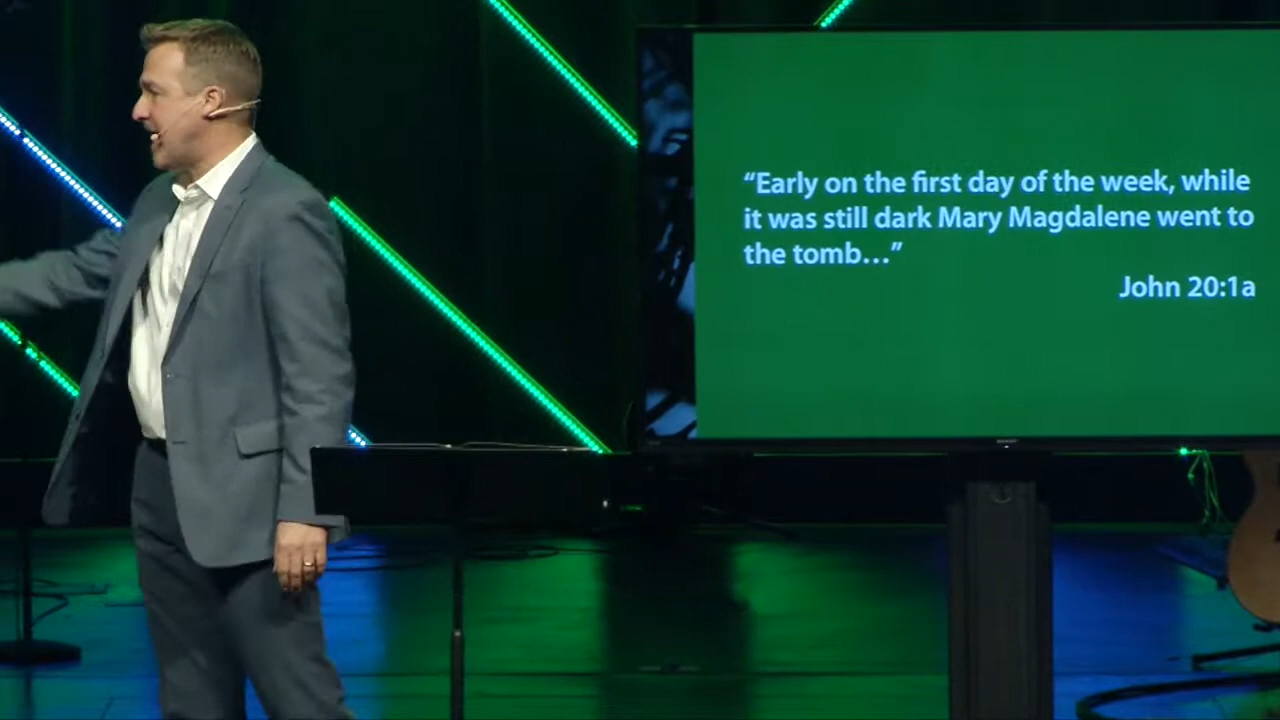 “Early on the first day of the week, while
it was still dark Mary Magdalene went to
the tomb...”
John 20:1a